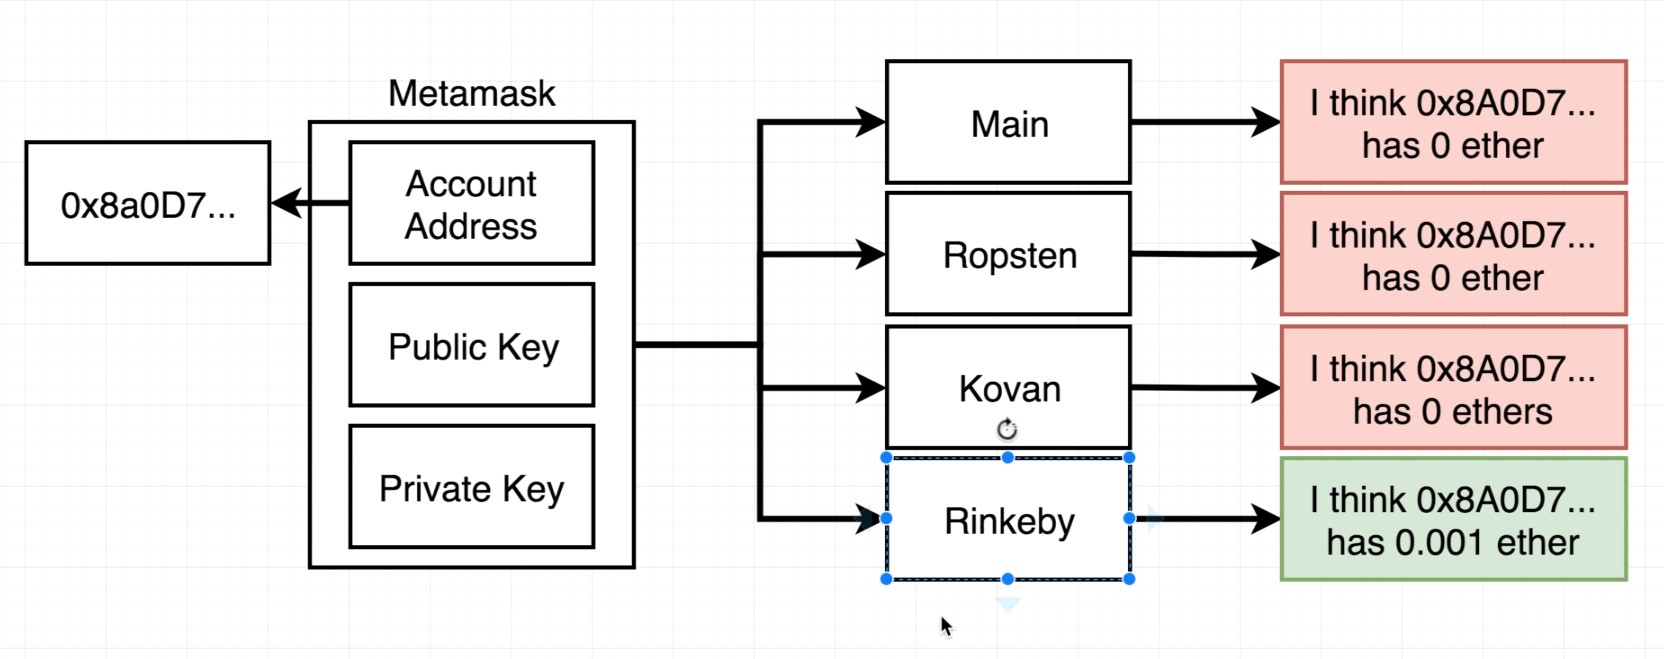 Metamask
0x8a0D7...
Account
Address
Public Key
Private Key
Main
Ropsten
Kovan
Rinkeby
I think 0x8A0D7...
has 0 ether
I think 0x8A0D7...
has 0 ether
I think 0x8A0D7...
has 0 ethers
I think 0x8A0D7...
has 0.001 ether